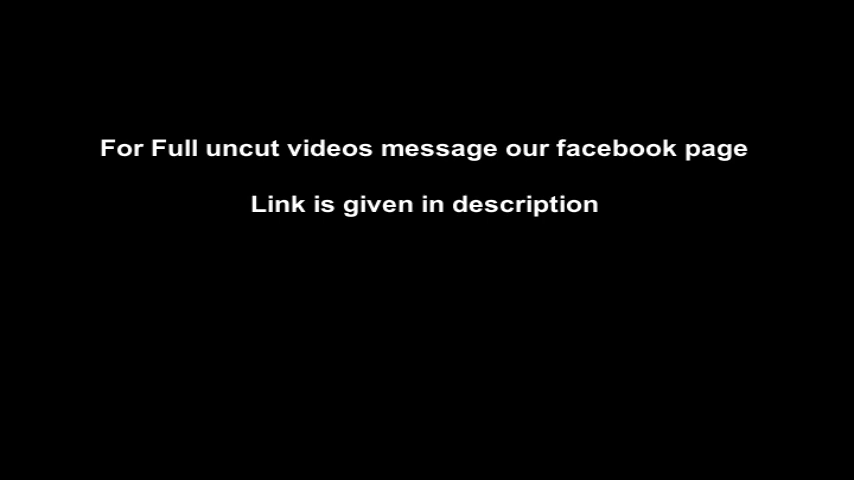 For Full uncut videos message our facebook page
Link is given in description